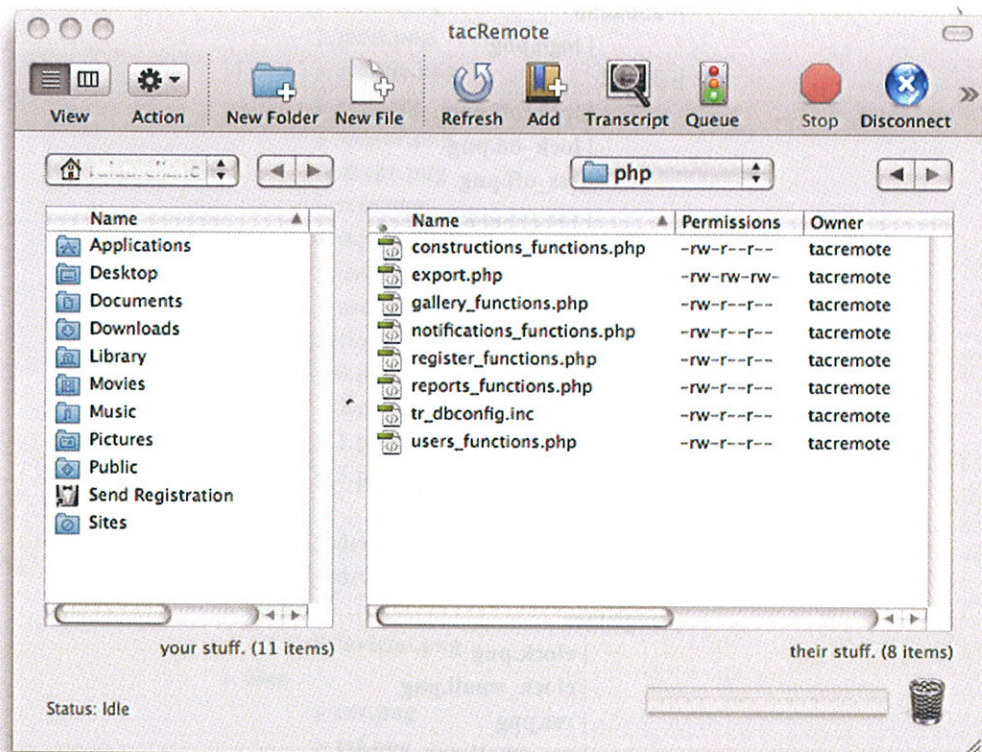 tacRemote
View Action New Folder New File Refresh Add Transcript Queue Stop Disconnect
php
Name
Applications
Desktop
Documents
Downloads
Library
Movies
Music
Pictures
Public
Send Registration
Sites
your stuff. (11 items)
Name Permissions Owner
constructions_functions.php -rw-r--r-- tacremote
export.php -rw-rw-rw- tacremote
gallery_functions.php -rw-r--r-- tacremote
notifications_functions.php -rw-r--r-- tacremote
register_functions.php -rw-r--r-- tacremote
reports_functions.php -rw-r--r-- tacremote
tr_dbconfig.inc -rw-r--r-- tacremote
users_functions.php -rw-r--r-- tacremote
their stuff. (8 items)
Status: Idle